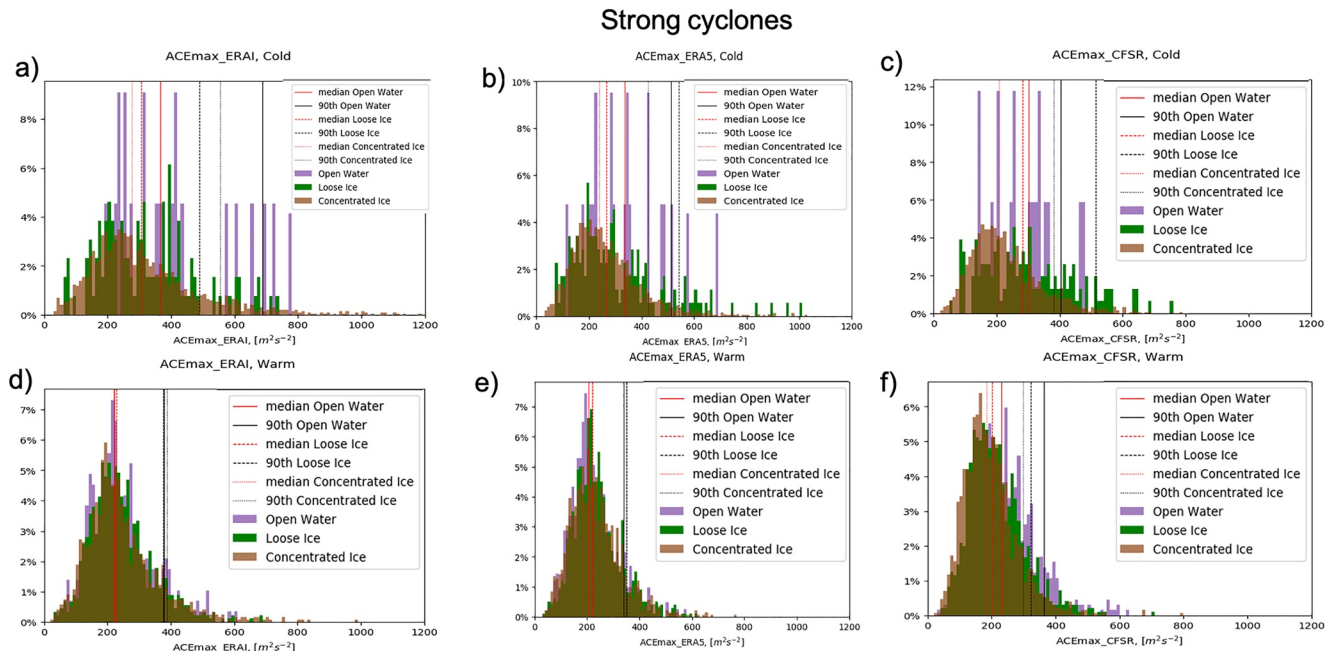 Strong cyclones
a)
ACEmax_ERAI, Cold
median Open Water
90th Open Water
median Loose Ice
90th Loose Ice
median Concentrated Ice
90th Concentrated Ice
Open Water
Loose Ice
Concentrated Ice
8%
6%
4%
2%
0%
0 200 400 600 800 1000 1200
ACEmax_ERAI, [m²s⁻²]
b)
ACEmax_ERA5, Cold
median Open Water
90th Open Water
median Loose Ice
90th Loose Ice
median Concentrated Ice
90th Concentrated Ice
Open Water
Loose Ice
Concentrated Ice
10%
8%
6%
4%
2%
0%
0 200 400 600 800 1000 1200
ACEmax_ERA5, [m²s⁻²]
c)
ACEmax_CFSR, Cold
median Open Water
90th Open Water
median Loose Ice
90th Loose Ice
median Concentrated Ice
90th Concentrated Ice
Open Water
Loose Ice
Concentrated Ice
12%
10%
8%
6%
4%
2%
0%
0 200 400 600 800 1000 1200
ACEmax_CFSR, [m²s⁻²]
d)
ACEmax_ERAI, Warm
median Open Water
90th Open Water
median Loose Ice
90th Loose Ice
median Concentrated Ice
90th Concentrated Ice
Open Water
Loose Ice
Concentrated Ice
7%
6%
5%
4%
3%
2%
1%
0%
0 200 400 600 800 1000 1200
ACEmax_ERAI, [m²s⁻²]
e)
ACEmax_ERA5, Warm
median Open Water
90th Open Water
median Loose Ice
90th Loose Ice
median Concentrated Ice
90th Concentrated Ice
Open Water
Loose Ice
Concentrated Ice
7%
6%
5%
4%
3%
2%
1%
0%
0 200 400 600 800 1000 1200
ACEmax_ERA5, [m²s⁻²]
f)
ACEmax_CFSR, Warm
median Open Water
90th Open Water
median Loose Ice
90th Loose Ice
median Concentrated Ice
90th Concentrated Ice
Open Water
Loose Ice
Concentrated Ice
6%
5%
4%
3%
2%
1%
0%
0 200 400 600 800 1000 1200
ACEmax_CFSR, [m²s⁻²]